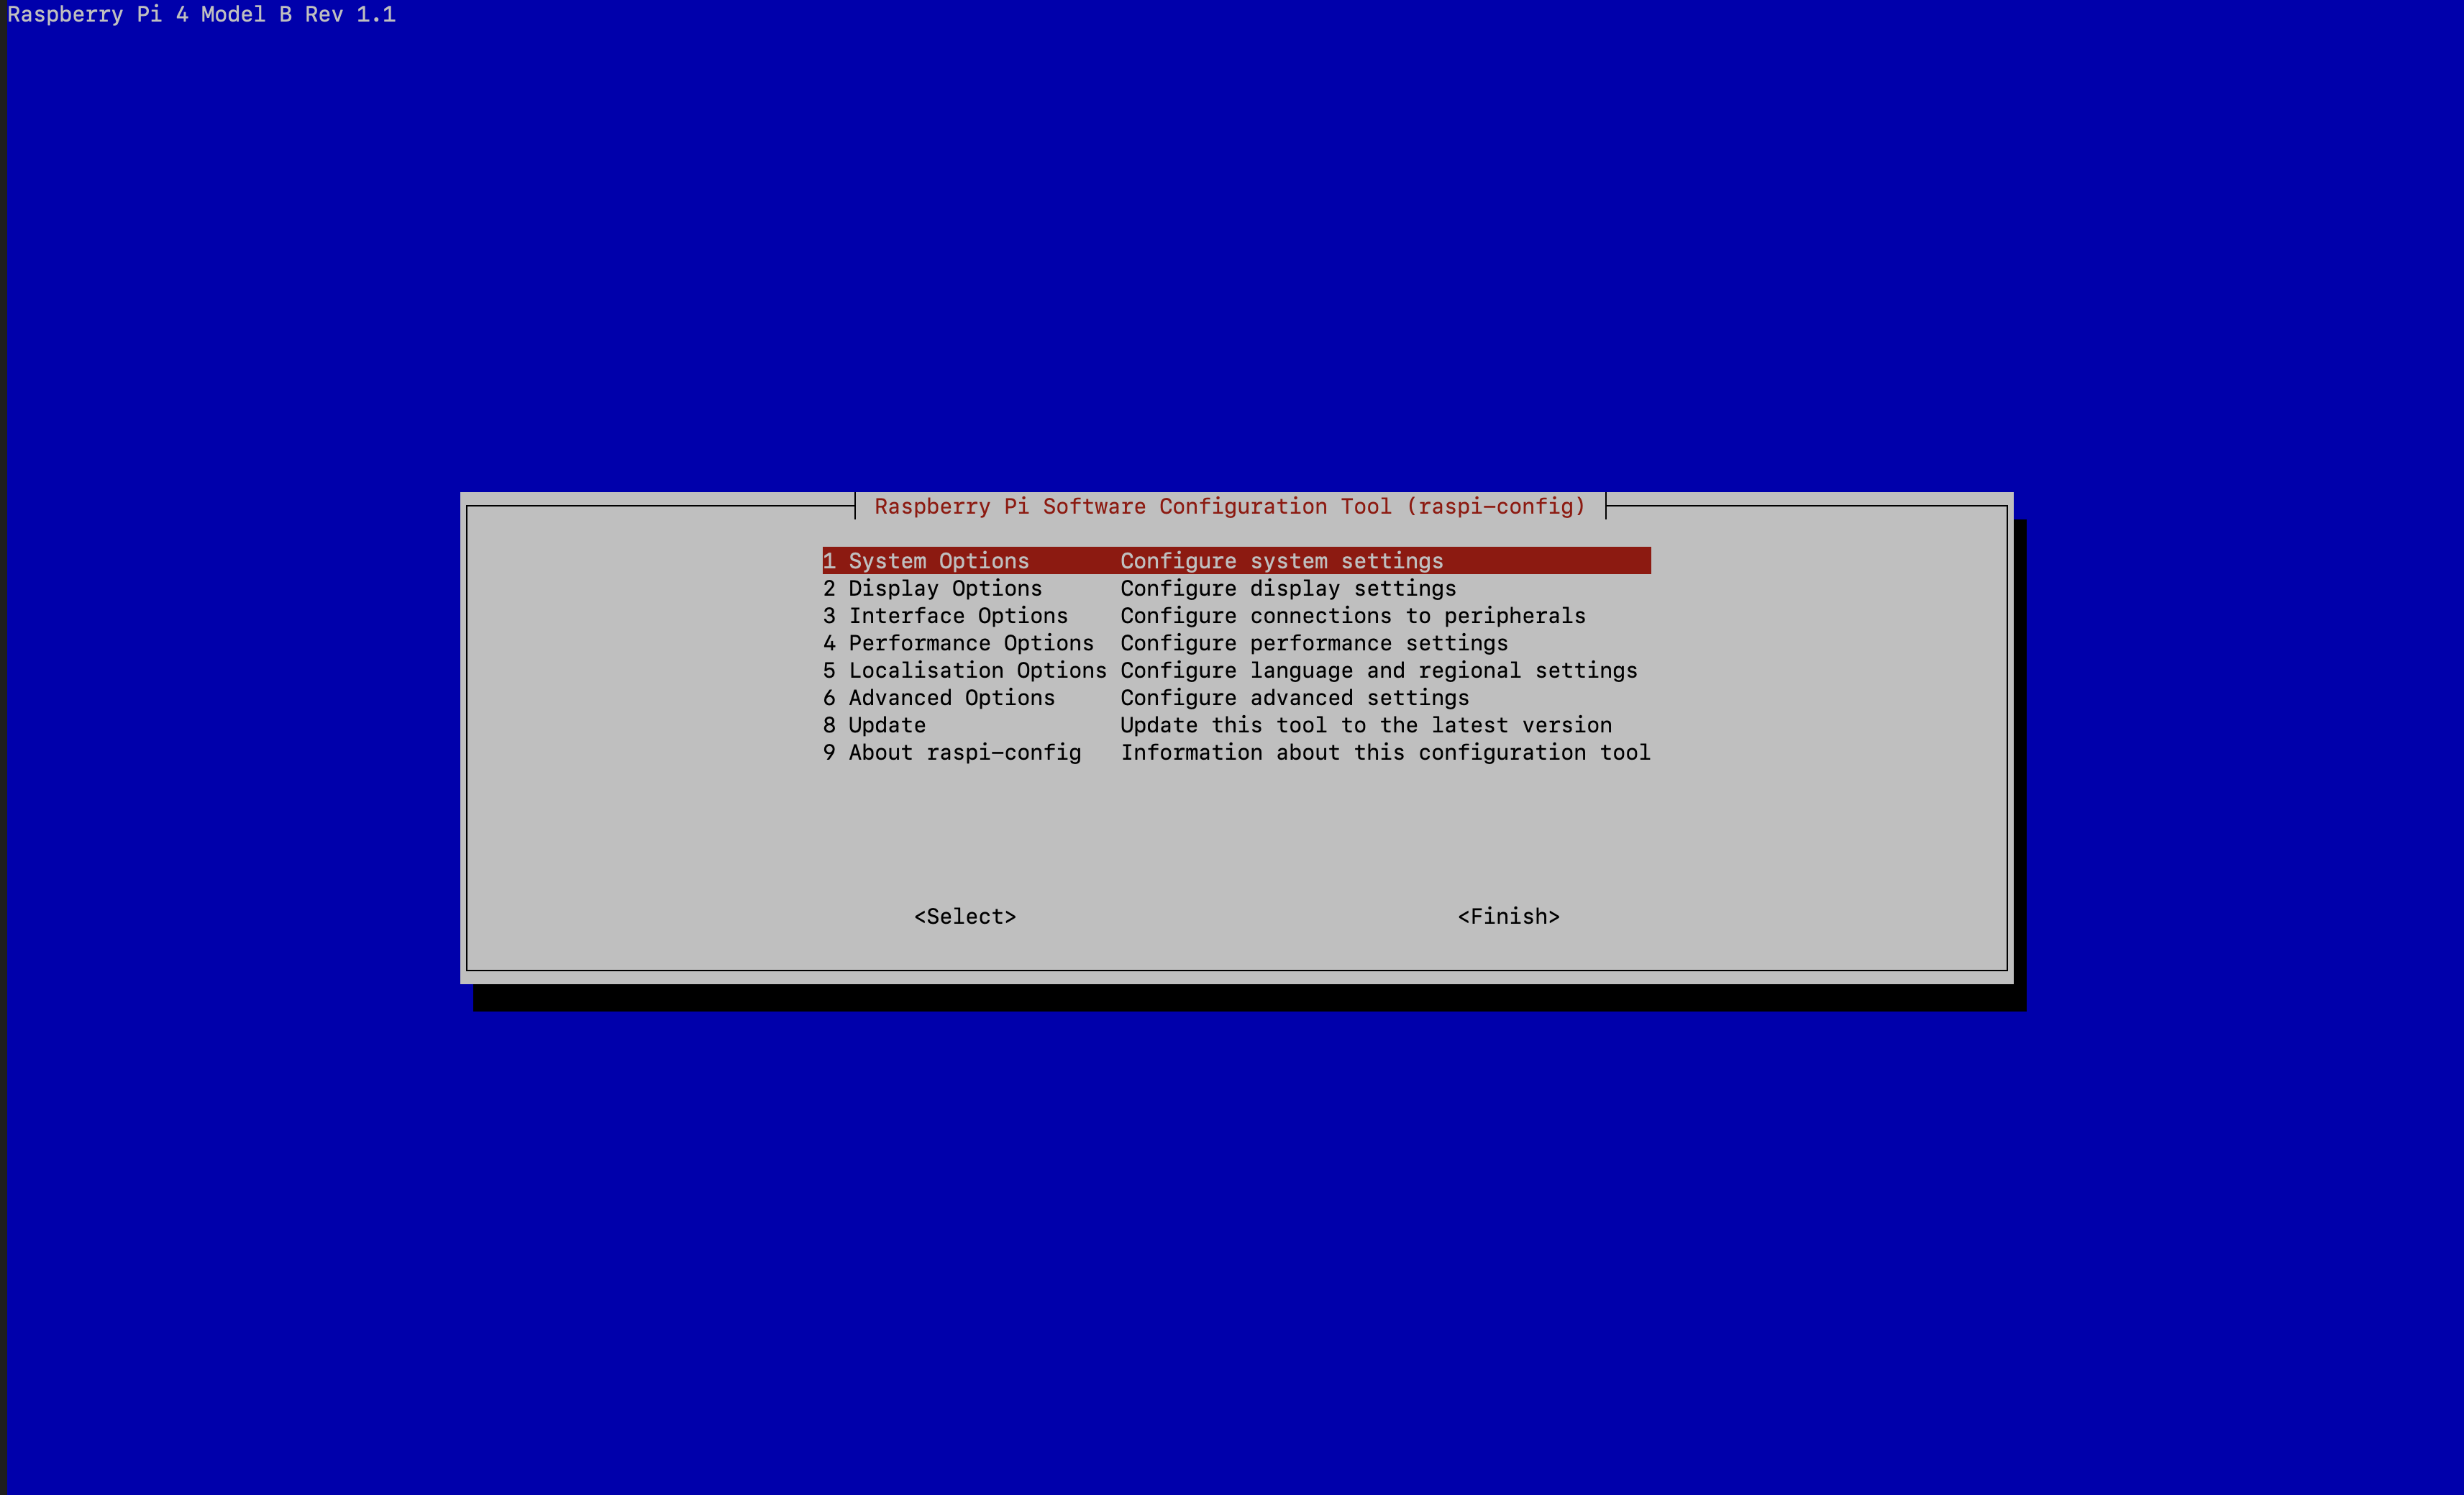 Raspberry Pi 4 Model B Rev 1.1
Raspberry Pi Software Configuration Tool (raspi-config)
1 System Options Configure system settings
2 Display Options Configure display settings
3 Interface Options Configure connections to peripherals
4 Performance Options Configure performance settings
5 Localisation Options Configure language and regional settings
6 Advanced Options Configure advanced settings
8 Update Update this tool to the latest version
9 About raspi-config Information about this configuration tool
<Select> <Finish>